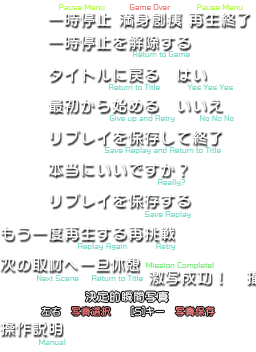 Pause Menu Game Over Pause Menu
一時停止 満身創痍 再生終了
一時停止を解除する
Return to Game
タイトルに戻る はい
Return to Title Yes Yes Yes
最初から始める いいえ
Give up and Retry No No No
リプレイを保存して終了
Save Replay and Return to Title
本当にいいですか？
Really?
リプレイを保存する
Save Replay
もう一度再生する再挑戦
Replay Again Retry
次の取材へ一旦休憩 Mission Complete!
Next Scene Return to Title 激写成功！ 撮
決定的瞬間写真
左右 写真選択 [S]キー 写真保存
操作説明
Manual